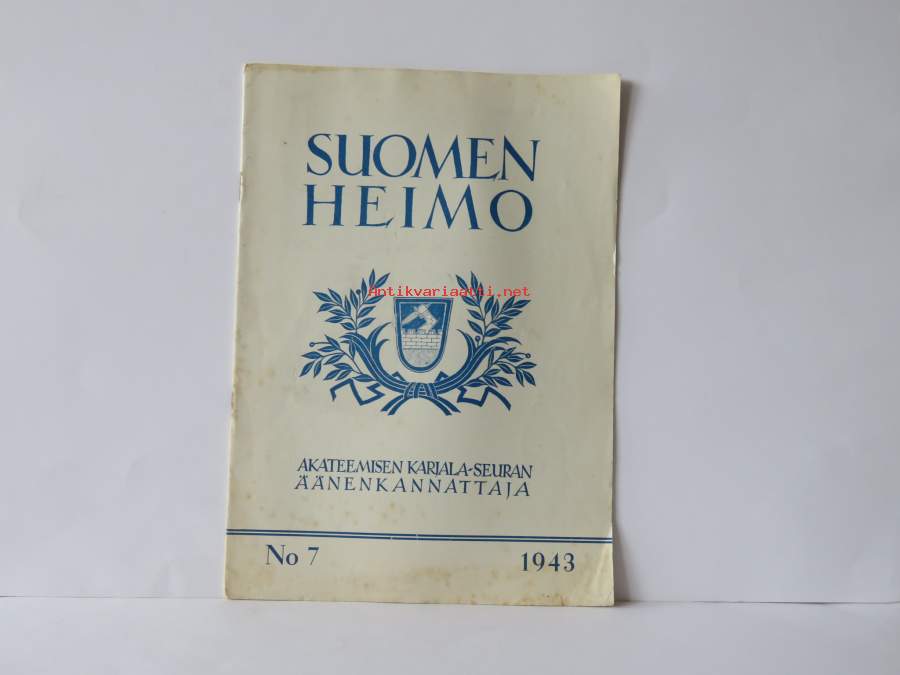 SUOMEN
HEIMO
Antikvariaatti.net
AKATEEMISEN KARJALA-SEURAN
ÄÄNENKANNATTAJA
No 7 1943